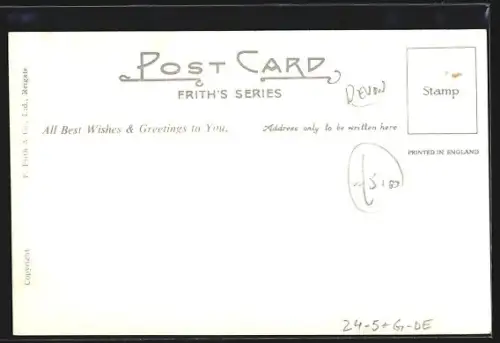 POST CARD
FRITH'S SERIES
DEVON
Stamp
All Best Wishes & Greetings to You.
Address only to be written here
PRINTED IN ENGLAND
Copyright
F. Frith & Co., Ltd., Reigate
24-5+G-DE